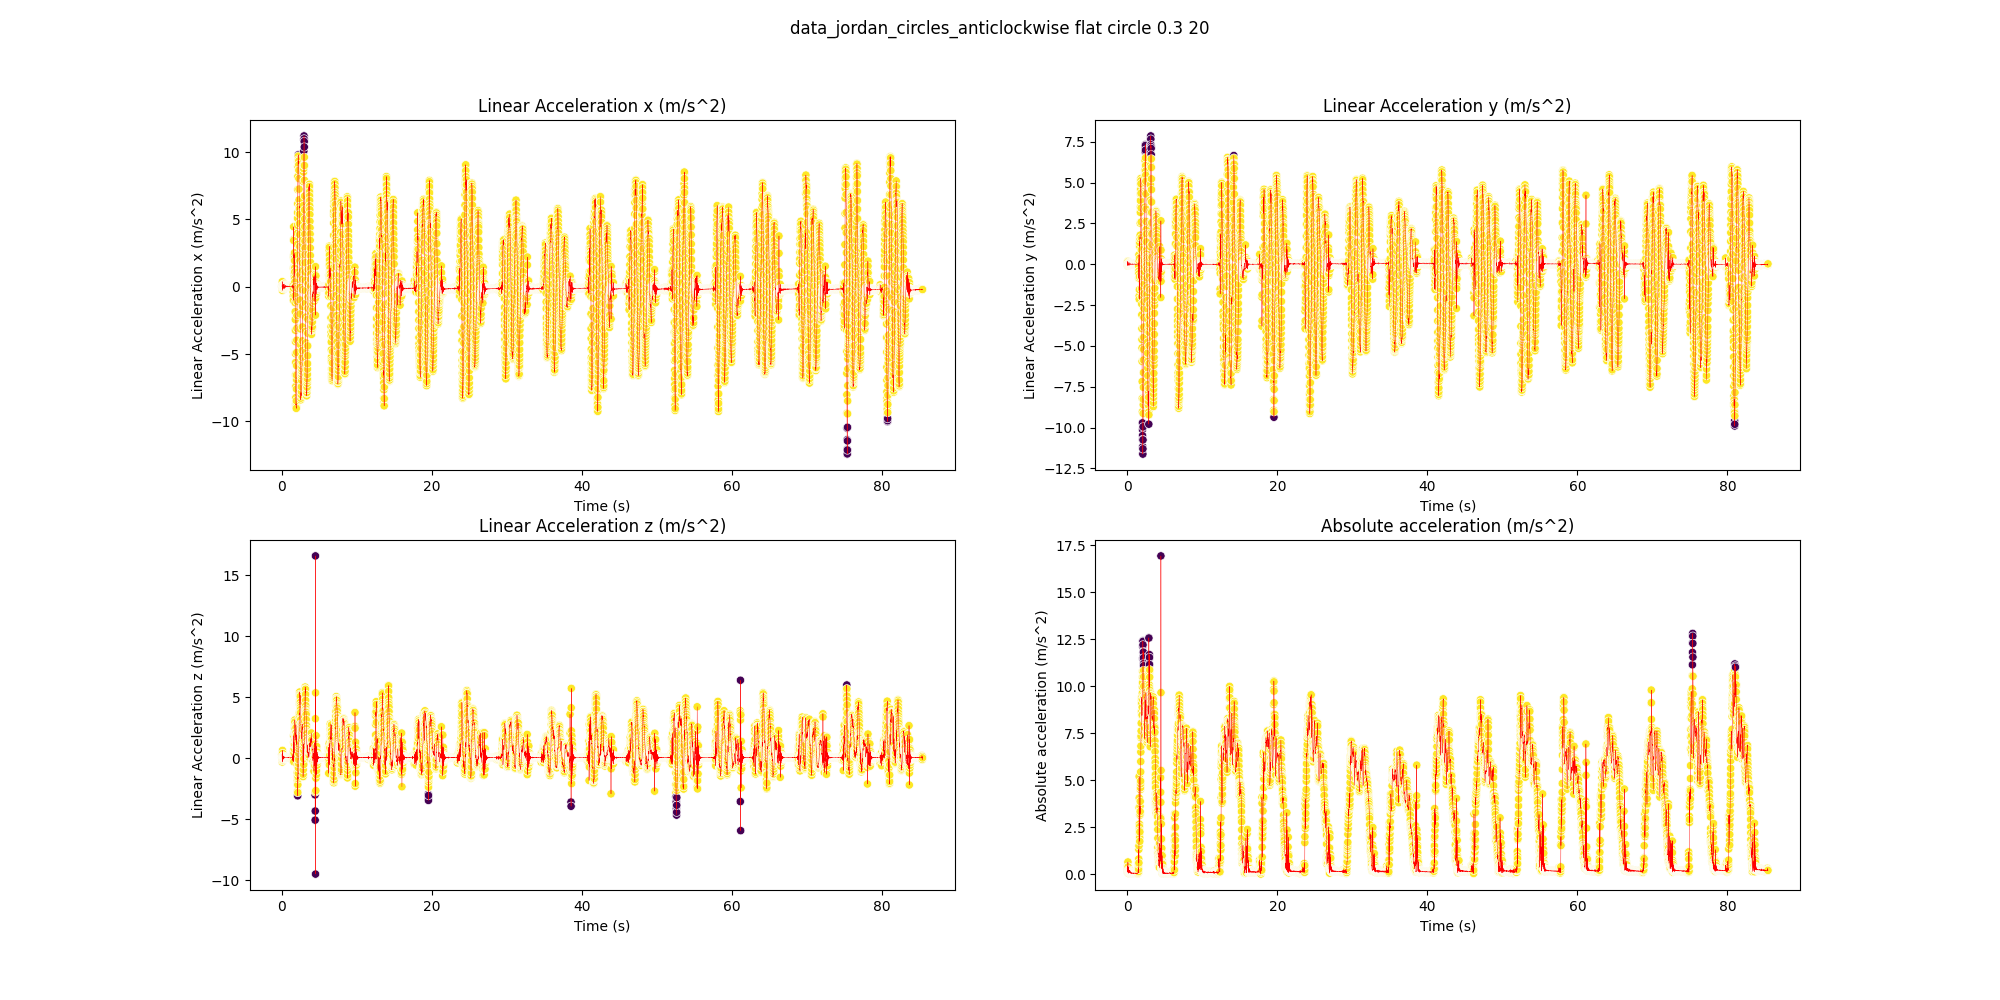 data_jordan_circles_anticlockwise flat circle 0.3 20
Linear Acceleration x (m/s^2)
Linear Acceleration x (m/s^2)
10
5
0
−5
−10
0 20 40 60 80
Time (s)
Linear Acceleration y (m/s^2)
Linear Acceleration y (m/s^2)
7.5
5.0
2.5
0.0
−2.5
−5.0
−7.5
−10.0
−12.5
0 20 40 60 80
Time (s)
Linear Acceleration z (m/s^2)
Linear Acceleration z (m/s^2)
15
10
5
0
−5
−10
0 20 40 60 80
Time (s)
Absolute acceleration (m/s^2)
Absolute acceleration (m/s^2)
17.5
15.0
12.5
10.0
7.5
5.0
2.5
0.0
0 20 40 60 80
Time (s)